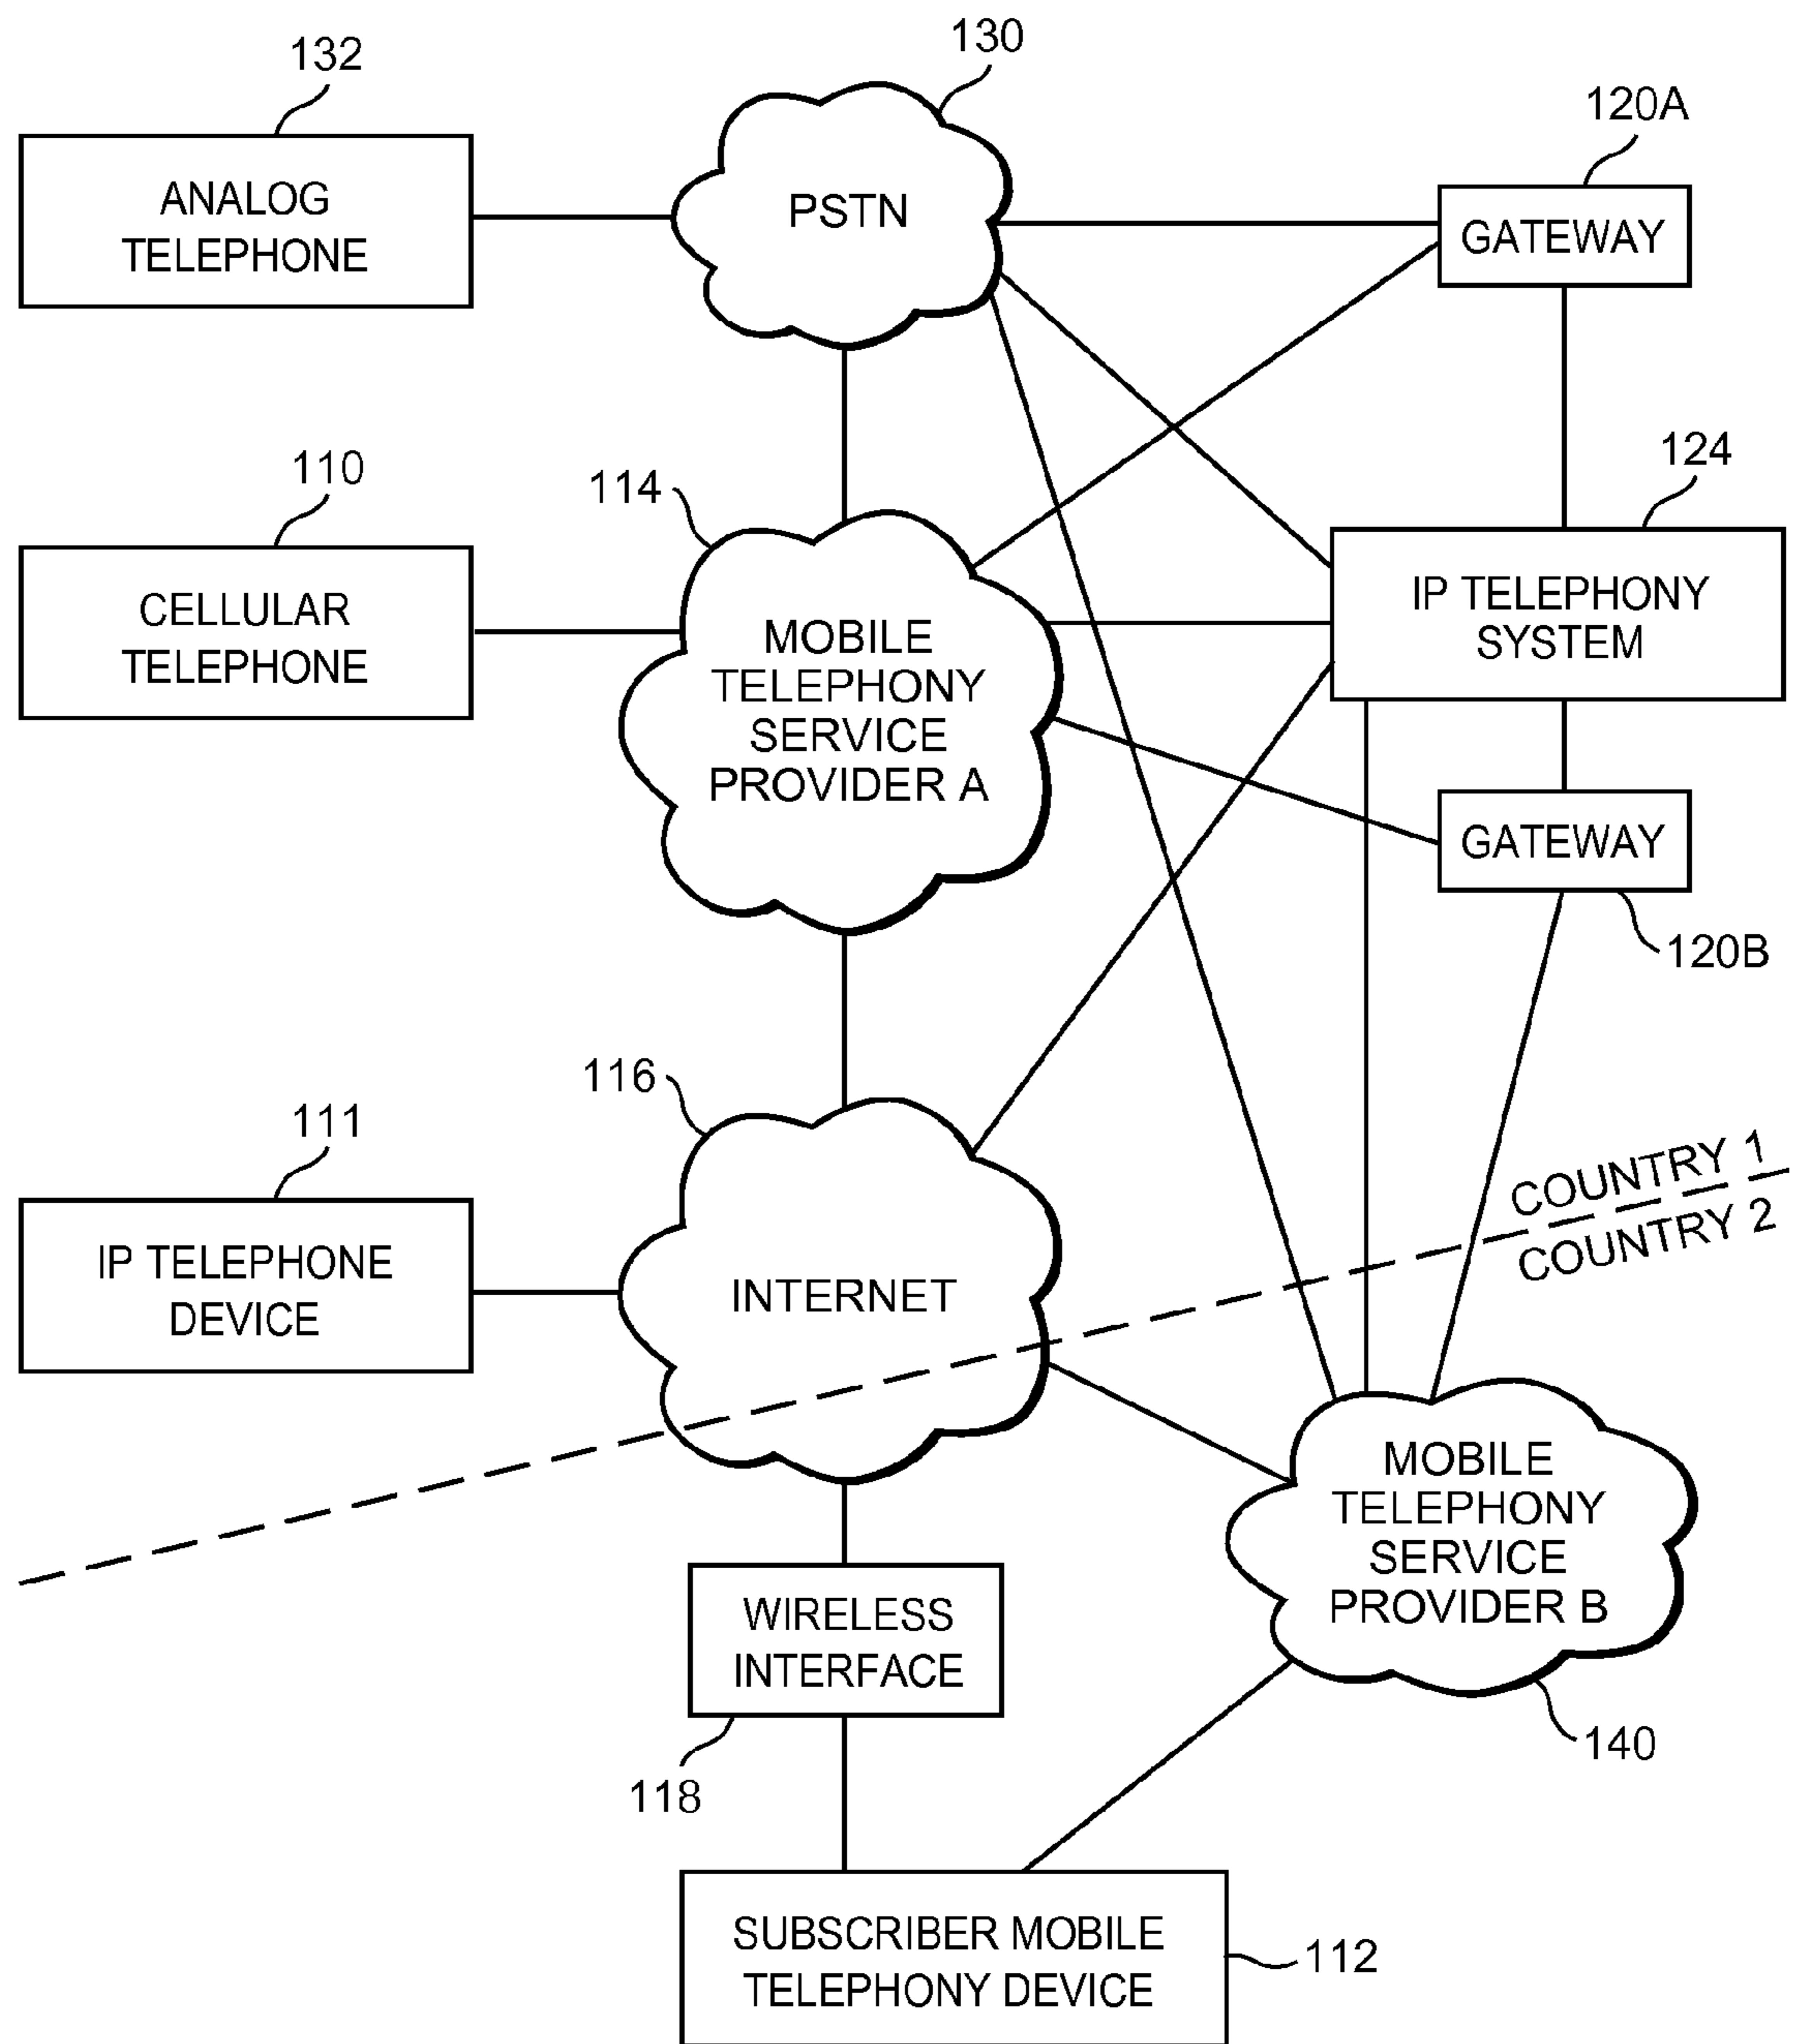 130
132
120A
ANALOG
TELEPHONE
PSTN
GATEWAY
110
114
124
CELLULAR
TELEPHONE
MOBILE
TELEPHONY
SERVICE
PROVIDER A
IP TELEPHONY
SYSTEM
GATEWAY
120B
116
111
COUNTRY 1
COUNTRY 2
IP TELEPHONE
DEVICE
INTERNET
MOBILE
TELEPHONY
SERVICE
PROVIDER B
WIRELESS
INTERFACE
140
118
SUBSCRIBER MOBILE
TELEPHONY DEVICE
112